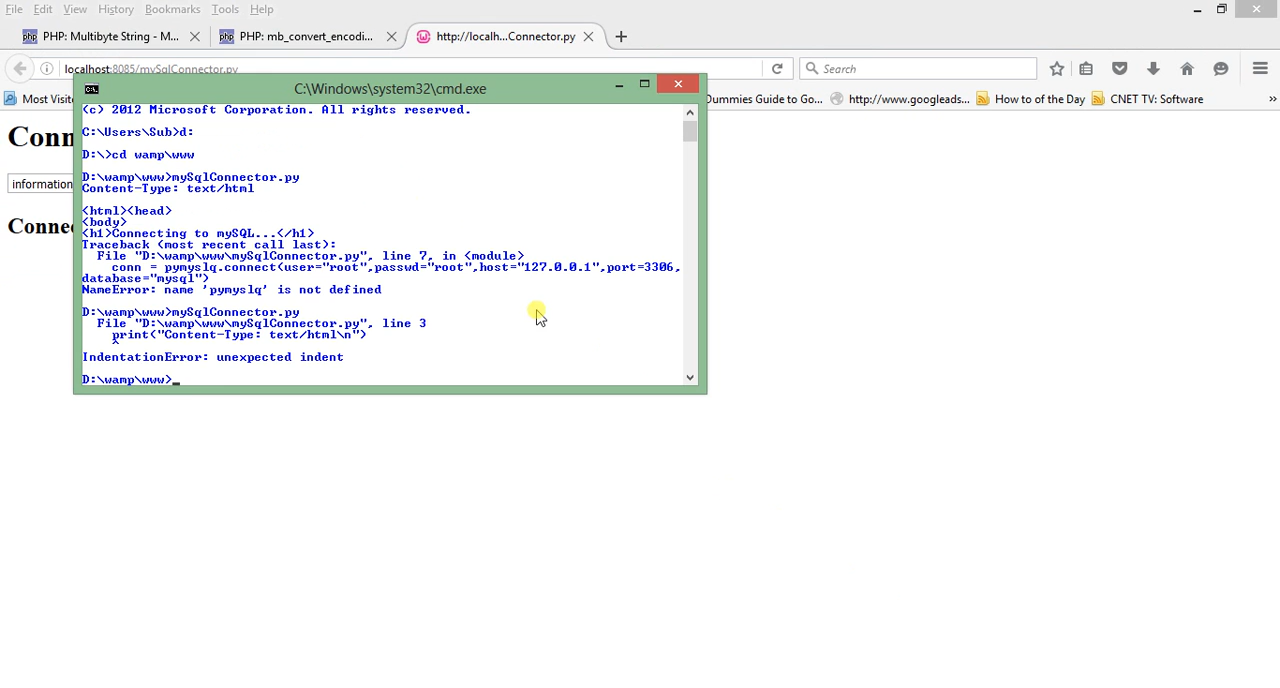 File Edit View History Bookmarks Tools Help
php PHP: Multibyte String - M... php PHP: mb_convert_encodi... http://localh...Connector.py
localhost:8085/mySqlConnector.py Search
Most Visite Dummies Guide to Go... http://www.googleads... How to of the Day CNET TV: Software »
Conn
information
Connec
C:\Windows\system32\cmd.exe
(c) 2012 Microsoft Corporation. All rights reserved.
C:\Users\Sub>d:
D:\>cd wamp\www
D:\wamp\www>mySqlConnector.py
Content-Type: text/html
<html><head>
<body>
<h1>Connecting to mySQL...</h1>
Traceback (most recent call last):
File "D:\wamp\www\mySqlConnector.py", line 7, in <module>
conn = pymyslq.connect(user="root",passwd="root",host="127.0.0.1",port=3306,
database="mysql")
NameError: name 'pymyslq' is not defined
D:\wamp\www>mySqlConnector.py
File "D:\wamp\www\mySqlConnector.py", line 3
print("Content-Type: text/html\n")
^
IndentationError: unexpected indent
D:\wamp\www>_